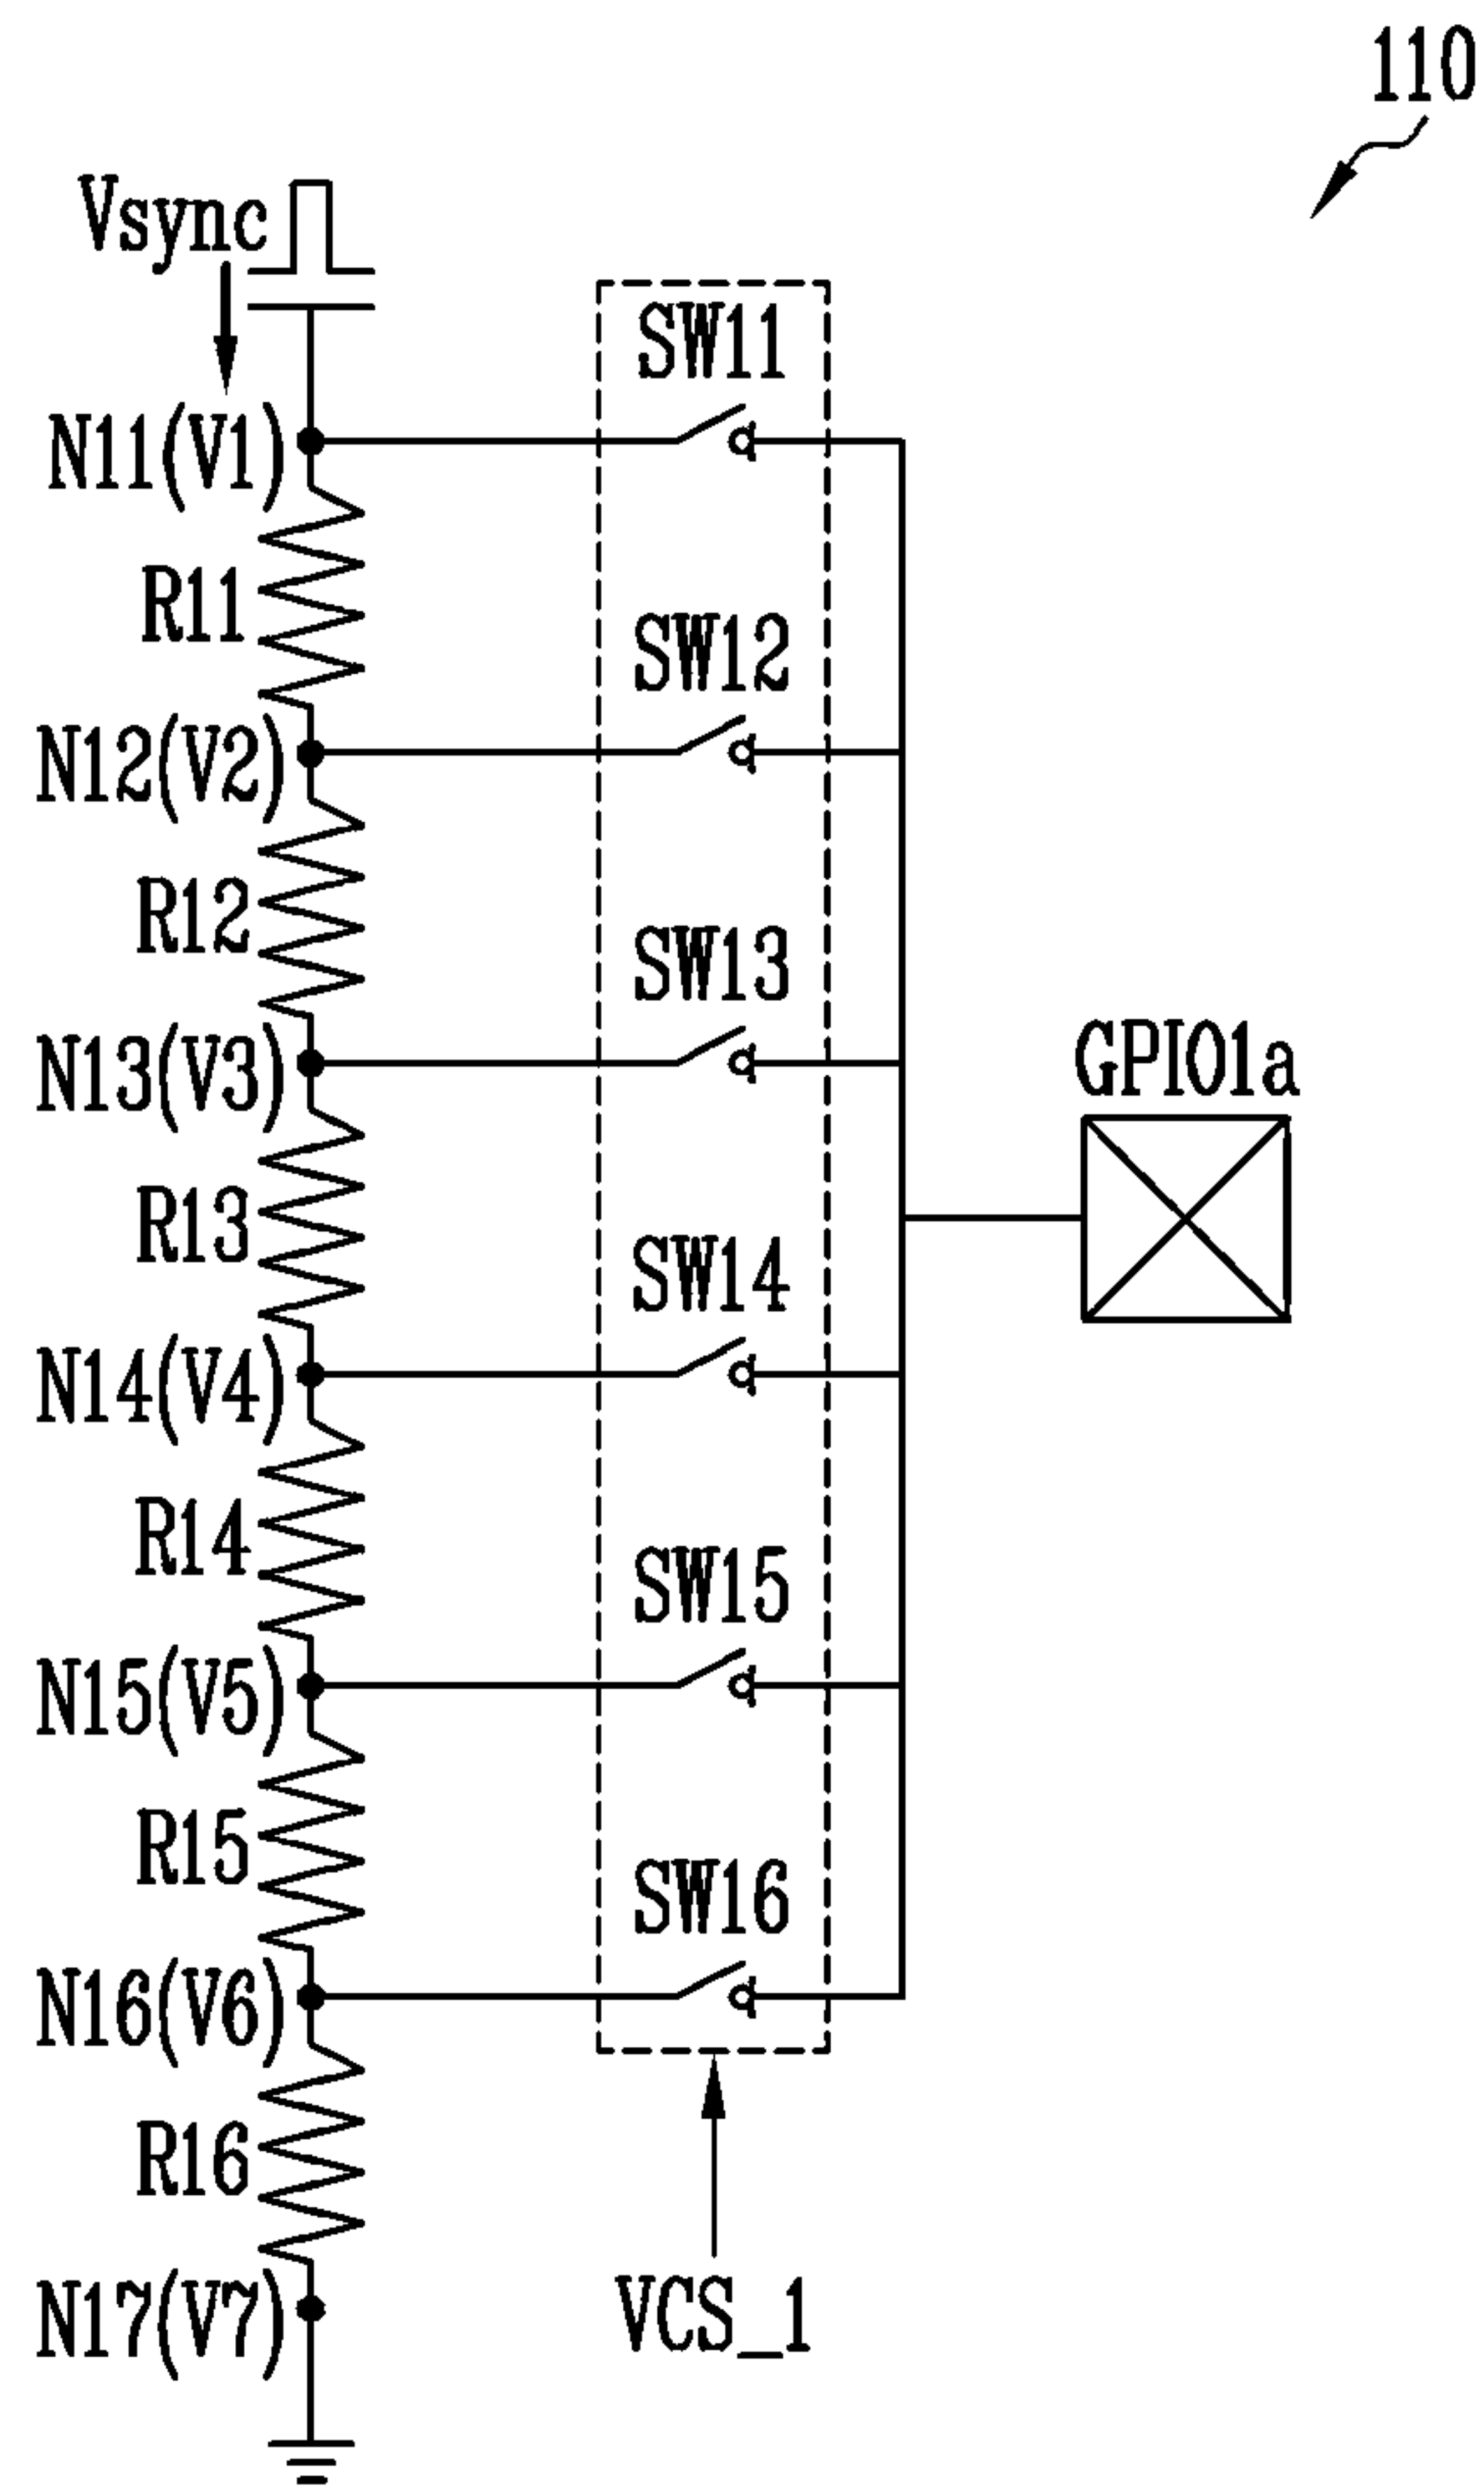 110
Vsync
SW11
N11(V1)
R11
SW12
N12(V2)
R12
SW13
N13(V3)
GPIO1a
R13
SW14
N14(V4)
R14
SW15
N15(V5)
R15
SW16
N16(V6)
R16
N17(V7)
VCS_1